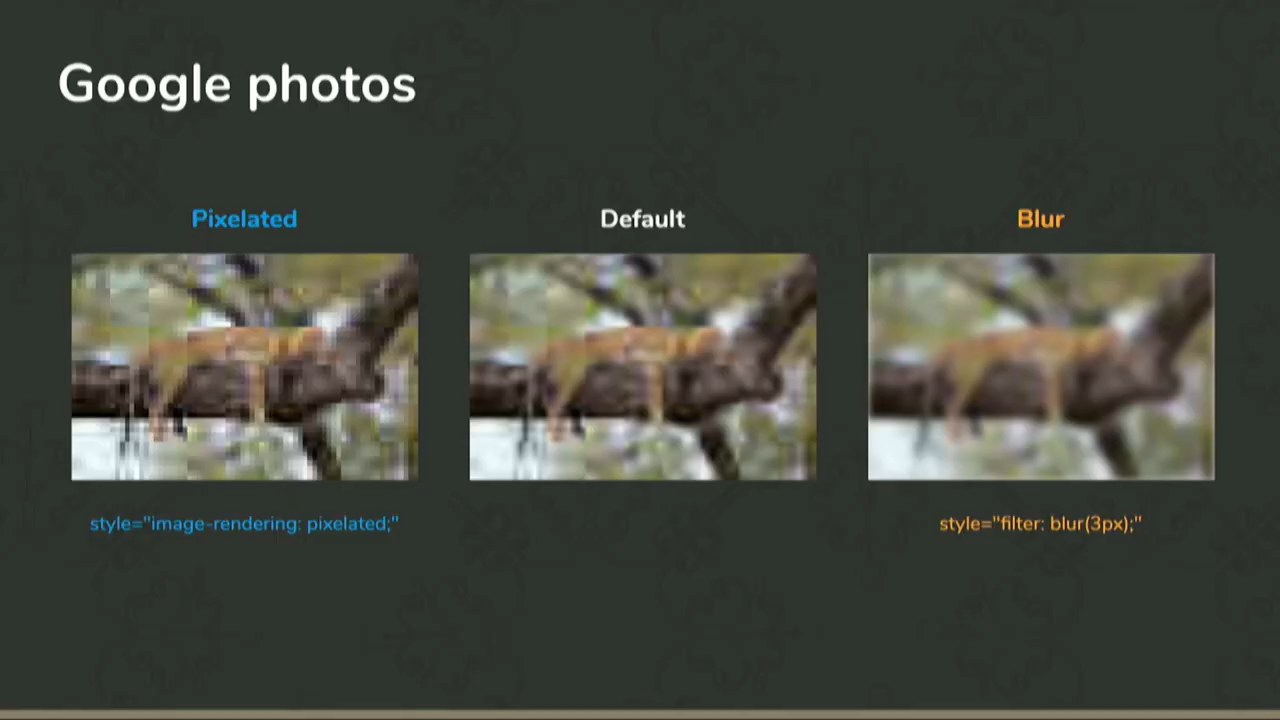 Google photos
Pixelated
Default
Blur
style="image-rendering: pixelated;"
style="filter: blur(3px);"